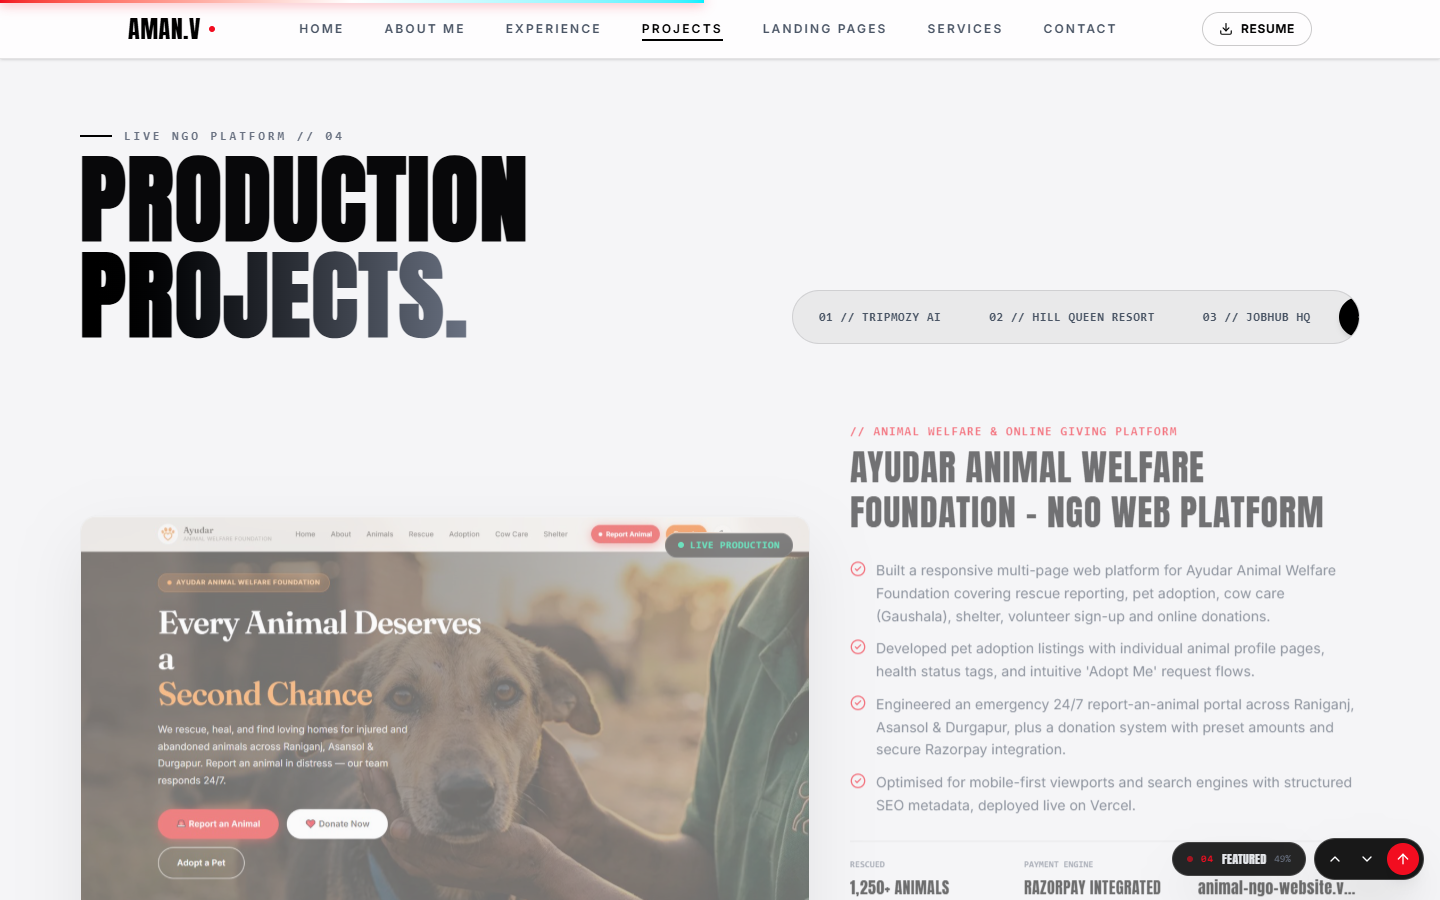 AMAN.V
HOME
ABOUT ME
EXPERIENCE
PROJECTS
LANDING PAGES
SERVICES
CONTACT
RESUME
LIVE NGO PLATFORM // 04
PRODUCTION
PROJECTS.
01 // TRIPMOZY AI
02 // HILL QUEEN RESORT
03 // JOBHUB HQ
Ayudar
ANIMAL WELFARE FOUNDATION
Home
About
Animals
Rescue
Adoption
Cow Care
Shelter
Report Animal
LIVE PRODUCTION
AYUDAR ANIMAL WELFARE FOUNDATION
Every Animal Deserves
a
Second Chance
We rescue, heal, and find loving homes for injured and
abandoned animals across Raniganj, Asansol &
Durgapur. Report an animal in distress — our team
responds 24/7.
Report an Animal
Donate Now
Adopt a Pet
// ANIMAL WELFARE & ONLINE GIVING PLATFORM
AYUDAR ANIMAL WELFARE
FOUNDATION - NGO WEB PLATFORM
Built a responsive multi-page web platform for Ayudar Animal Welfare
Foundation covering rescue reporting, pet adoption, cow care
(Gaushala), shelter, volunteer sign-up and online donations.
Developed pet adoption listings with individual animal profile pages,
health status tags, and intuitive 'Adopt Me' request flows.
Engineered an emergency 24/7 report-an-animal portal across Raniganj,
Asansol & Durgapur, plus a donation system with preset amounts and
secure Razorpay integration.
Optimised for mobile-first viewports and search engines with structured
SEO metadata, deployed live on Vercel.
RESCUED
1,250+ ANIMALS
PAYMENT ENGINE
RAZORPAY INTEGRATED
animal-ngo-website.v...
04 FEATURED 49%